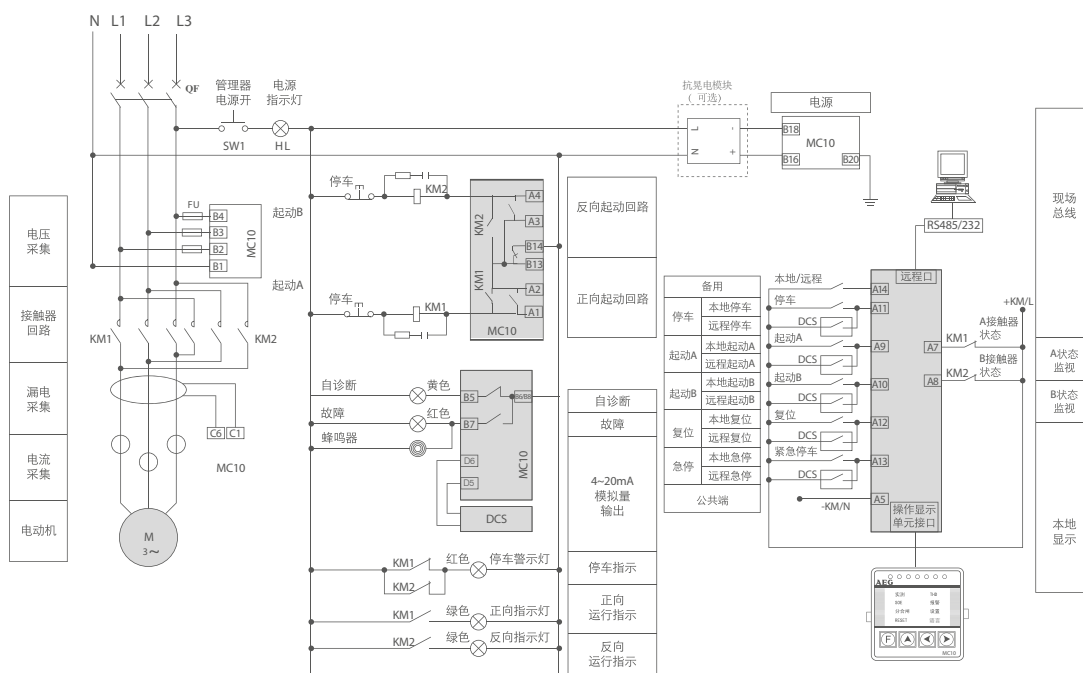 N L1 L2 L3
QF
管理器
电源开
SW1
电源
指示灯
HL
抗晃电模块
( 可选)
L
N
-
+
电源
B18
B16
MC10
B20
电压
采集
接触器
回路
漏电
采集
电流
采集
电动机
FU
B4
B3
B2
B1
MC10
KM1
KM2
C6 C1
MC10
M
3~
起动B
起动A
停车
KM2
停车
KM1
KM2
KM1
A4
A3
B14
B13
A2
A1
MC10
反向起动回路
正向起动回路
自诊断
黄色
故障
红色
蜂鸣器
B5
B6/B8
B7
D6
D5
MC10
DCS
自诊断
故障
4~20mA
模拟量
输出
停车指示
正向
运行指示
反向
运行指示
KM1
KM2
红色
停车警示灯
KM1
绿色
正向指示灯
KM2
绿色
反向指示灯
RS485/232
备用
停车
本地停车
远程停车
起动A
本地起动A
远程起动A
起动B
本地起动B
远程起动B
复位
本地复位
远程复位
急停
本地急停
远程急停
公共端
本地/远程
停车
DCS
起动A
DCS
起动B
DCS
复位
DCS
紧急停车
DCS
-KM/N
远程口
A14
A11
A9
A10
A12
A13
A5
A7
A8
操作显示
单元接口
+KM/L
KM1
A接触器
状态
KM2
B接触器
状态
现场
总线
A状态
监视
B状态
监视
本地
显示
AEG
报警
设置
RESET
F
MC10